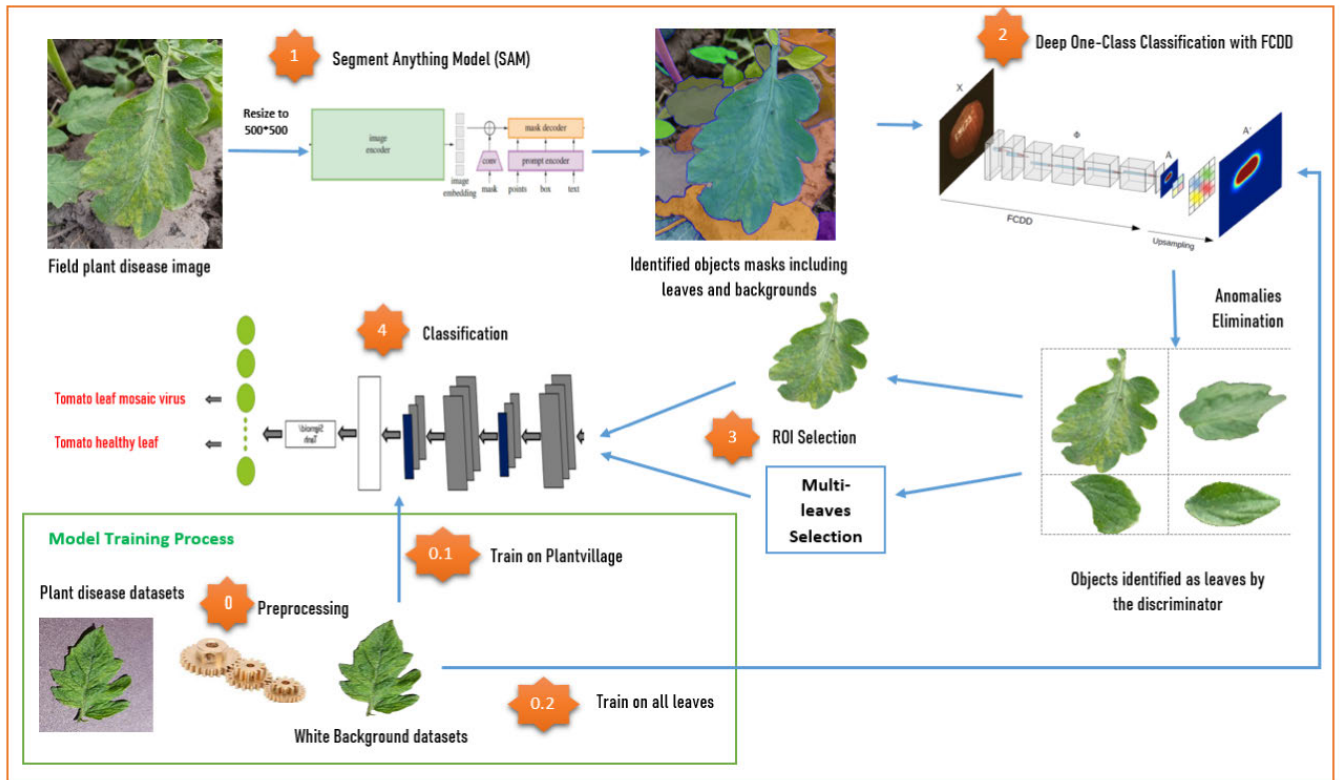 1
Segment Anything Model (SAM)
Resize to
500*500
image
encoder
image
embedding
conv
mask decoder
prompt encoder
mask
points
box
text
Field plant disease image
Identified objects masks including
leaves and backgrounds
2
Deep One-Class Classification with FCDD
X
Φ
A
A'
FCDD
Upsampling
Anomalies
Elimination
Objects identified as leaves by
the discriminator
3
ROI Selection
Multi-
leaves
Selection
4
Classification
Sigmoid/
Tanh
Tomato leaf mosaic virus
Tomato healthy leaf
Model Training Process
Plant disease datasets
0
Preprocessing
White Background datasets
0.1
Train on Plantvillage
0.2
Train on all leaves